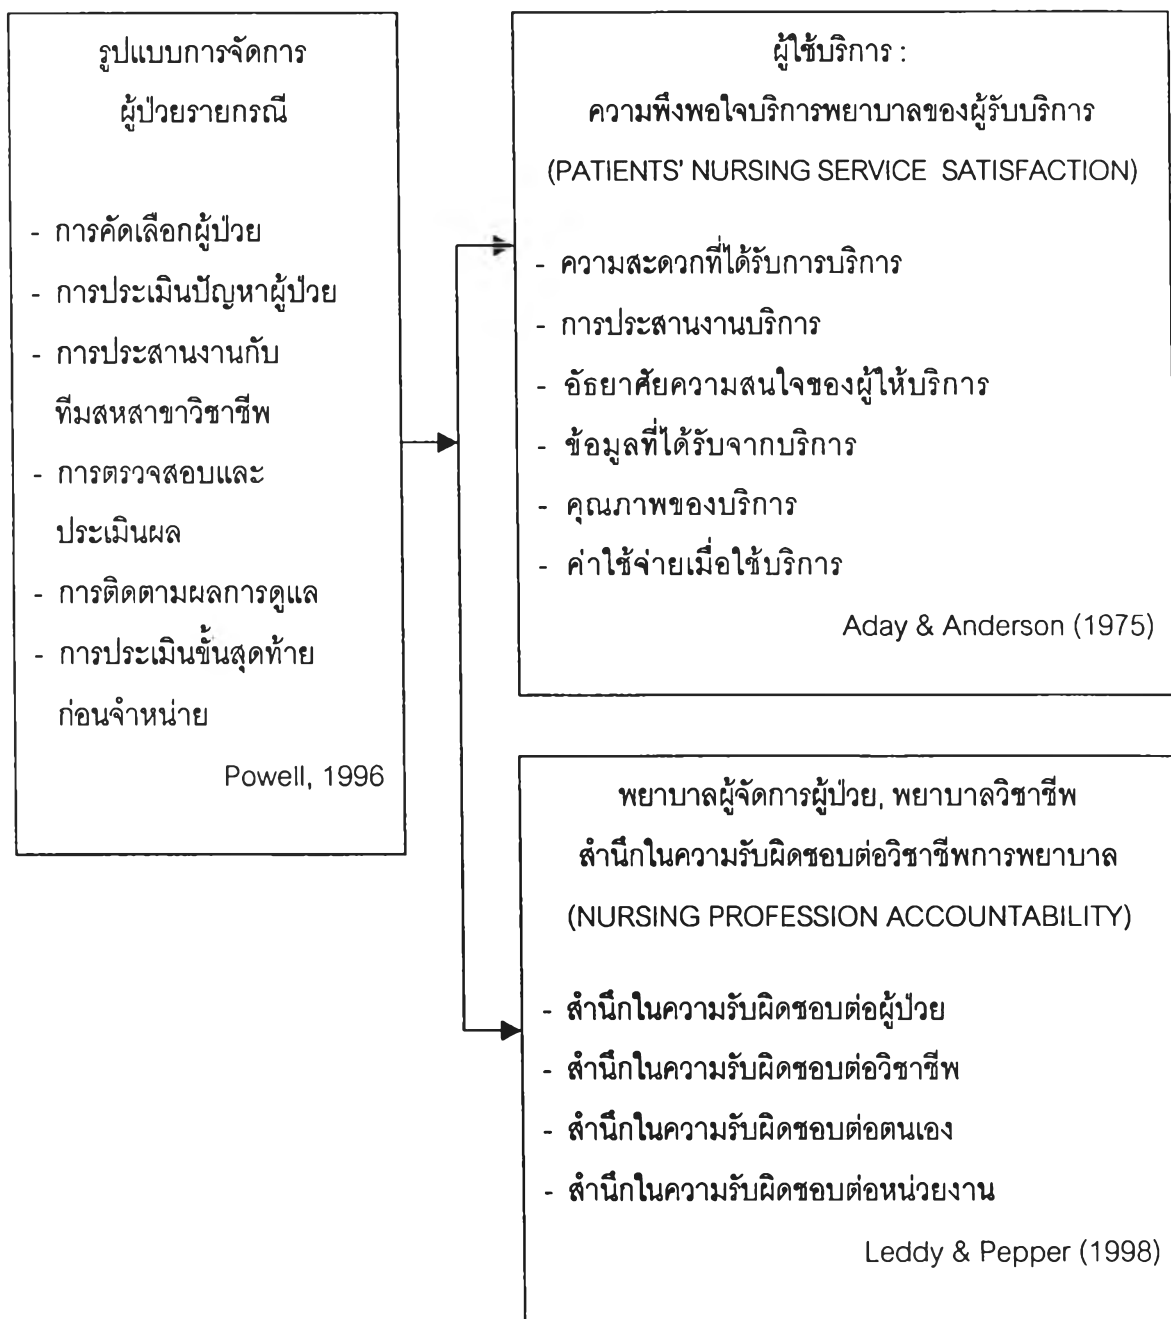 รูปแบบการจัดการ
ผู้ป่วยรายกรณี
- การคัดเลือกผู้ป่วย
- การประเมินปัญหาผู้ป่วย
- การประสานงานกับ
ทีมสหสาขาวิชาชีพ
- การตรวจสอบและ
ประเมินผล
- การติดตามผลการดูแล
- การประเมินขั้นสุดท้าย
ก่อนจำหน่าย
Powell, 1996
ผู้ใช้บริการ :
ความพึงพอใจบริการพยาบาลของผู้รับบริการ
(PATIENTS' NURSING SERVICE SATISFACTION)
- ความสะดวกที่ได้รับการบริการ
- การประสานงานบริการ
- อัธยาศัยความสนใจของผู้ให้บริการ
- ข้อมูลที่ได้รับจากบริการ
- คุณภาพของบริการ
- ค่าใช้จ่ายเมื่อใช้บริการ
Aday & Anderson (1975)
พยาบาลผู้จัดการผู้ป่วย, พยาบาลวิชาชีพ
สำนึกในความรับผิดชอบต่อวิชาชีพการพยาบาล
(NURSING PROFESSION ACCOUNTABILITY)
- สำนึกในความรับผิดชอบต่อผู้ป่วย
- สำนึกในความรับผิดชอบต่อวิชาชีพ
- สำนึกในความรับผิดชอบต่อตนเอง
- สำนึกในความรับผิดชอบต่อหน่วยงาน
Leddy & Pepper (1998)